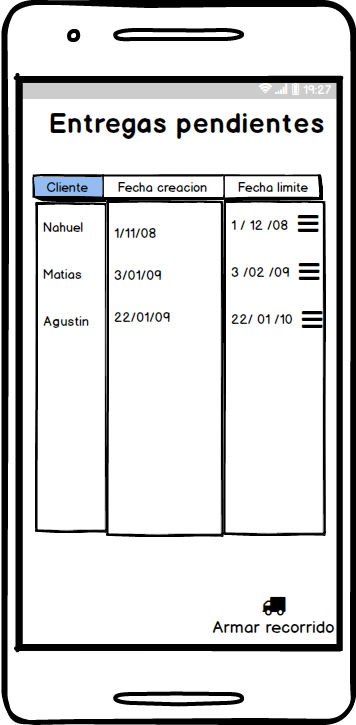 19:27
Entregas pendientes
Cliente Fecha creacion Fecha limite
Nahuel 1/11/08 1 / 12 /08
Matias 3/01/09 3 /02 /09
Agustin 22/01/09 22/ 01 /10
Armar recorrido